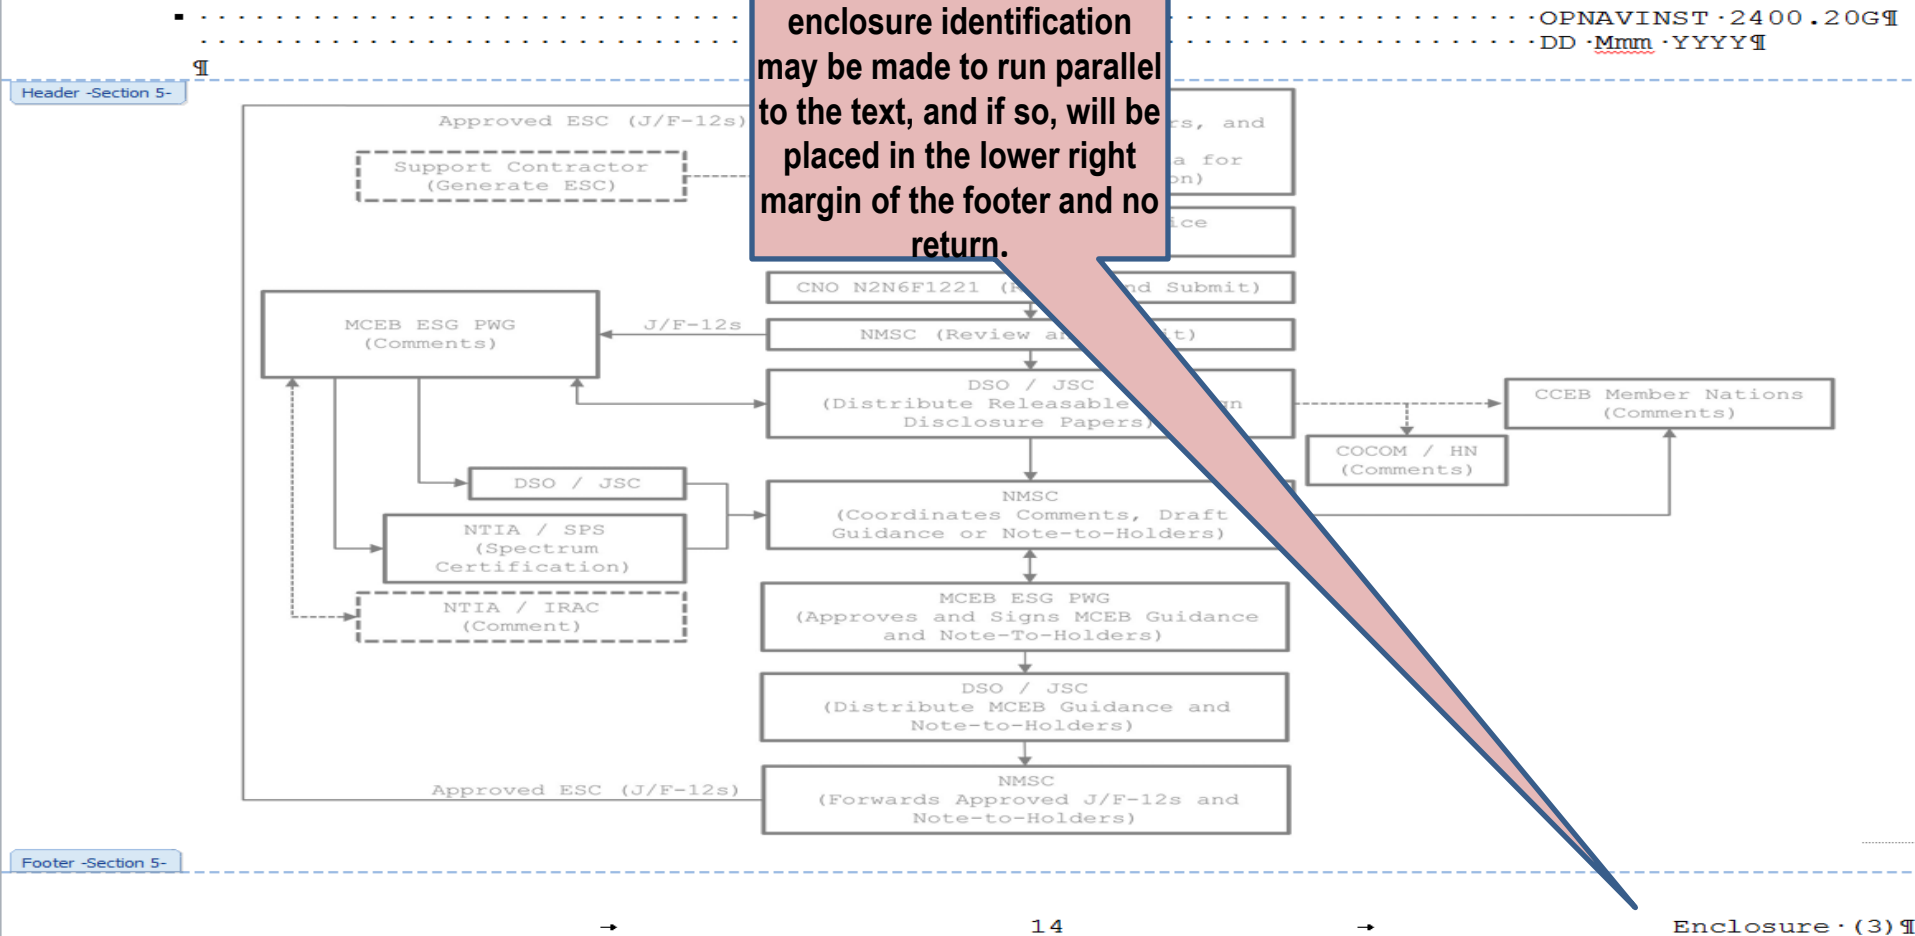 OPNAVINST 2400.20G¶
DD Mmm YYYY¶
¶
Header -Section 5-
enclosure identification
may be made to run parallel
to the text, and if so, will be
placed in the lower right
margin of the footer and no
return.
Approved ESC (J/F-12s)
and
for
Support Contractor
(Generate ESC)
CNO N2N6F1221 Submit)
MCEB ESG PWG
(Comments)
J/F-12s
NMSC (Review
DSO / JSC
(Distribute Releasable
Disclosure Papers)
CCEB Member Nations
(Comments)
COCOM / HN
(Comments)
DSO / JSC
NMSC
(Coordinates Comments, Draft
Guidance or Note-to-Holders)
NTIA / SPS
(Spectrum
Certification)
NTIA / IRAC
(Comment)
MCEB ESG PWG
(Approves and Signs MCEB Guidance
and Note-To-Holders)
DSO / JSC
(Distribute MCEB Guidance and
Note-to-Holders)
Approved ESC (J/F-12s)
NMSC
(Forwards Approved J/F-12s and
Note-to-Holders)
Footer -Section 5-
→ 14 → Enclosure (3)¶